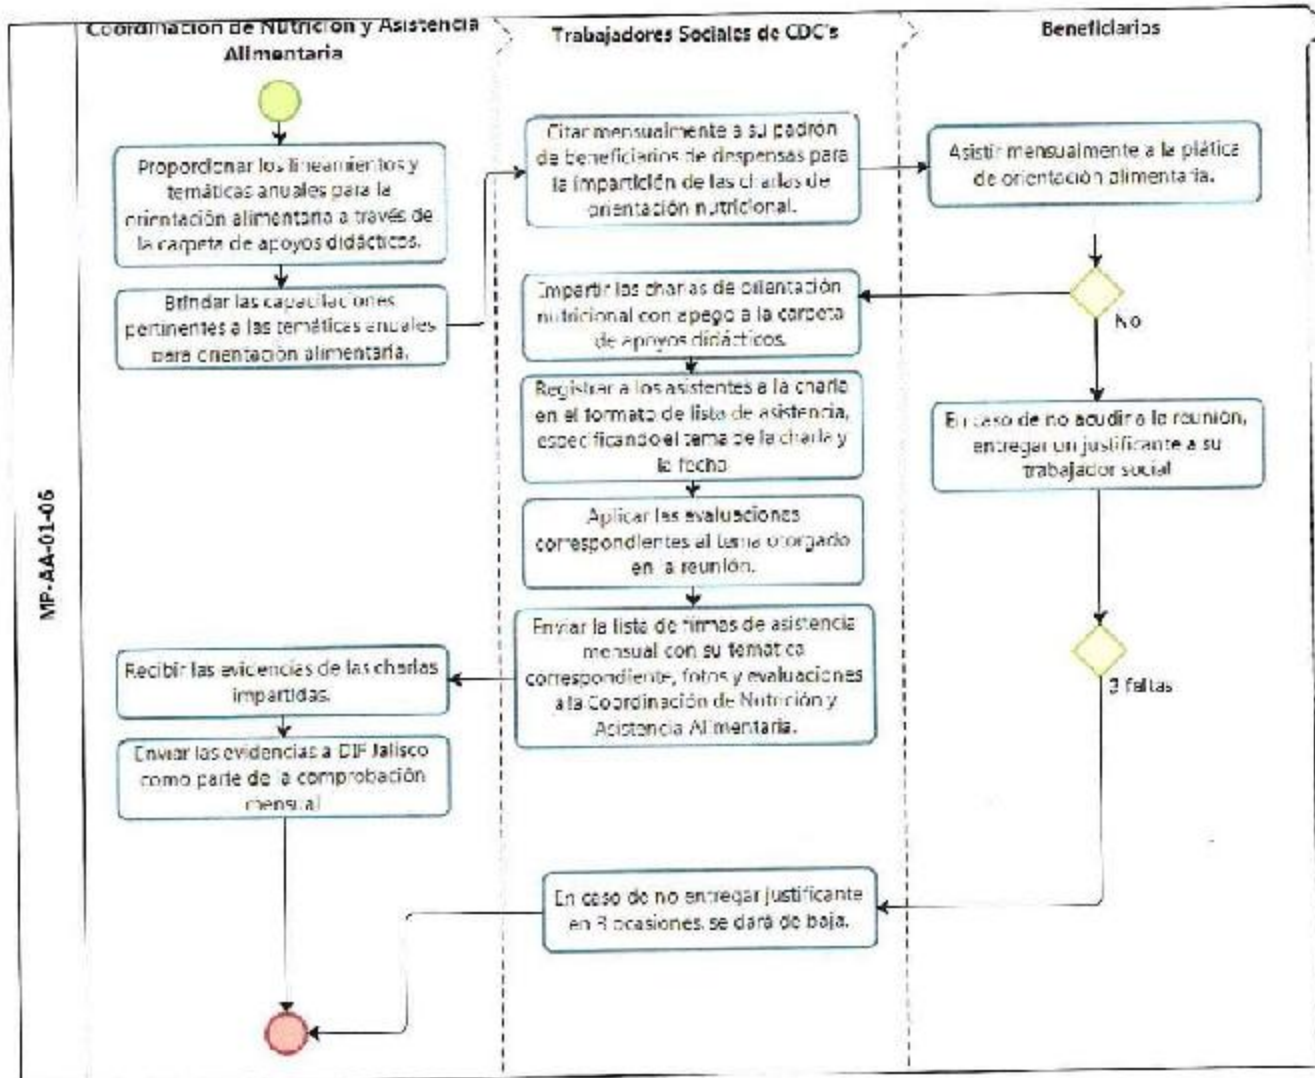 Coordinación de Nutrición y Asistencia
Alimentaria
Trabajadores Sociales de CDC's
Beneficiarios
MP-AA-01-06
Proporcionar los lineamientos y
temáticas anuales para la
orientación alimentaria a través de
la carpeta de apoyos didácticos.
Brindar las capacitaciones
pertinentes a las temáticas anuales
para orientación alimentaria.
Citar mensualmente a su padrón
de beneficiarios de despensas para
la impartición de las charlas de
orientación nutricional.
Asistir mensualmente a la plática
de orientación alimentaria.
No
Impartir las charlas de orientación
nutricional con apego a la carpeta
de apoyos didácticos.
Registrar a los asistentes a la charla
en el formato de lista de asistencia,
especificando el tema de la charla y
la fecha
Aplicar las evaluaciones
correspondientes al tema otorgado
en la reunión.
Enviar la lista de firmas de asistencia
mensual con su temática
correspondiente, fotos y evaluaciones
a la Coordinación de Nutrición y
Asistencia Alimentaria.
En caso de no acudir a la reunión,
entregar un justificante a su
trabajador social
3 faltas
Recibir las evidencias de las charlas
impartidas.
Enviar las evidencias a DIF Jalisco
como parte de la comprobación
mensual
En caso de no entregar justificante
en 3 ocasiones, se dará de baja.